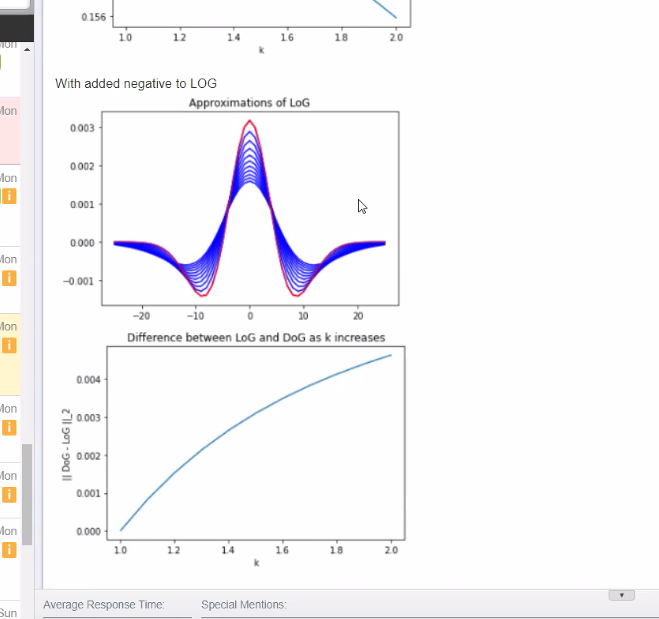 0.156
1.0 1.2 1.4 1.6 1.8 2.0
k
With added negative to LOG
Approximations of LoG
0.003
0.002
0.001
0.000
−0.001
−20 −10 0 10 20
Difference between LoG and DoG as k increases
0.004
0.003
0.002
0.001
0.000
|| DoG - LoG ||_2
1.0 1.2 1.4 1.6 1.8 2.0
k
Mon
Mon
Mon
Mon
Mon
Mon
Mon
Sun
Average Response Time: Special Mentions: